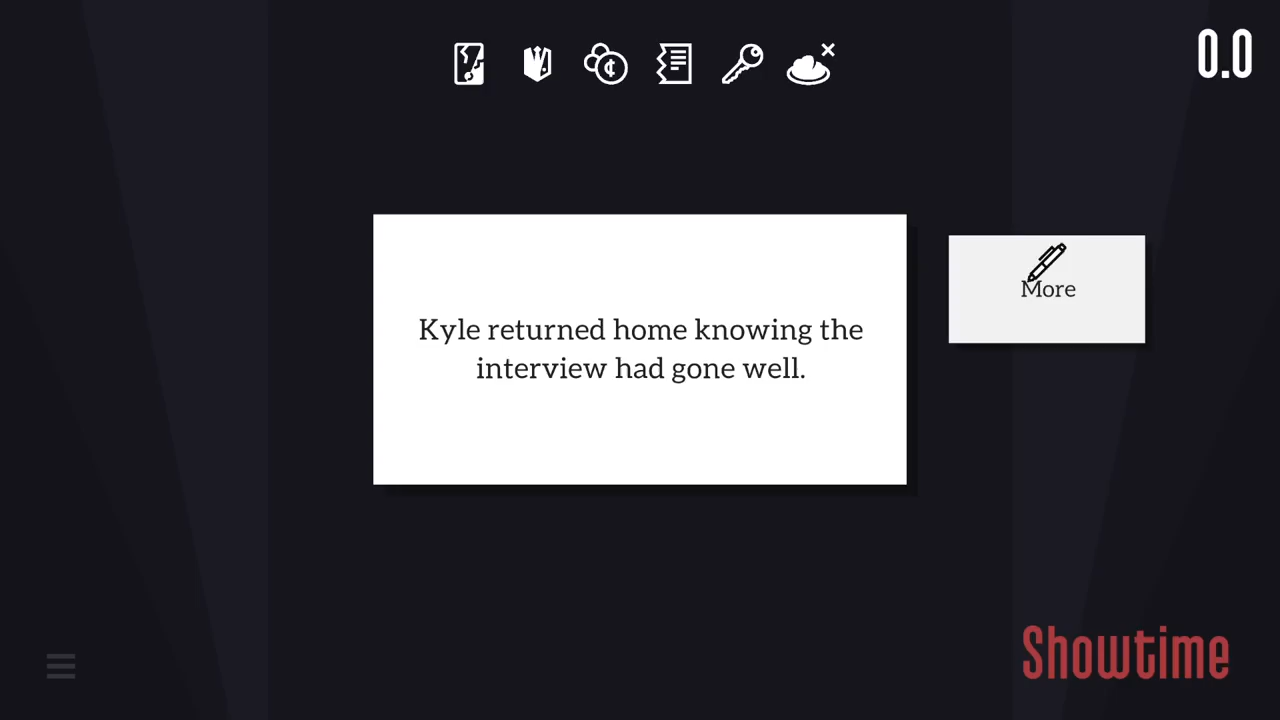 0.0
Kyle returned home knowing the
interview had gone well.
More
Showtime